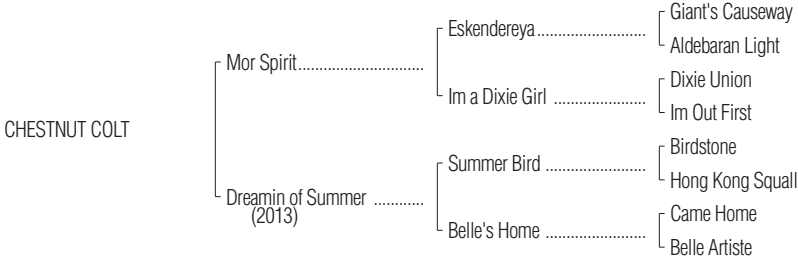 Giant's Causeway
Eskendereya........................
Aldebaran Light
Mor Spirit............................
Dixie Union
Im a Dixie Girl ....................
Im Out First
CHESTNUT COLT
Birdstone
Summer Bird ......................
Hong Kong Squall
Dreamin of Summer ...........
(2013)
Came Home
Belle's Home ......................
Belle Artiste